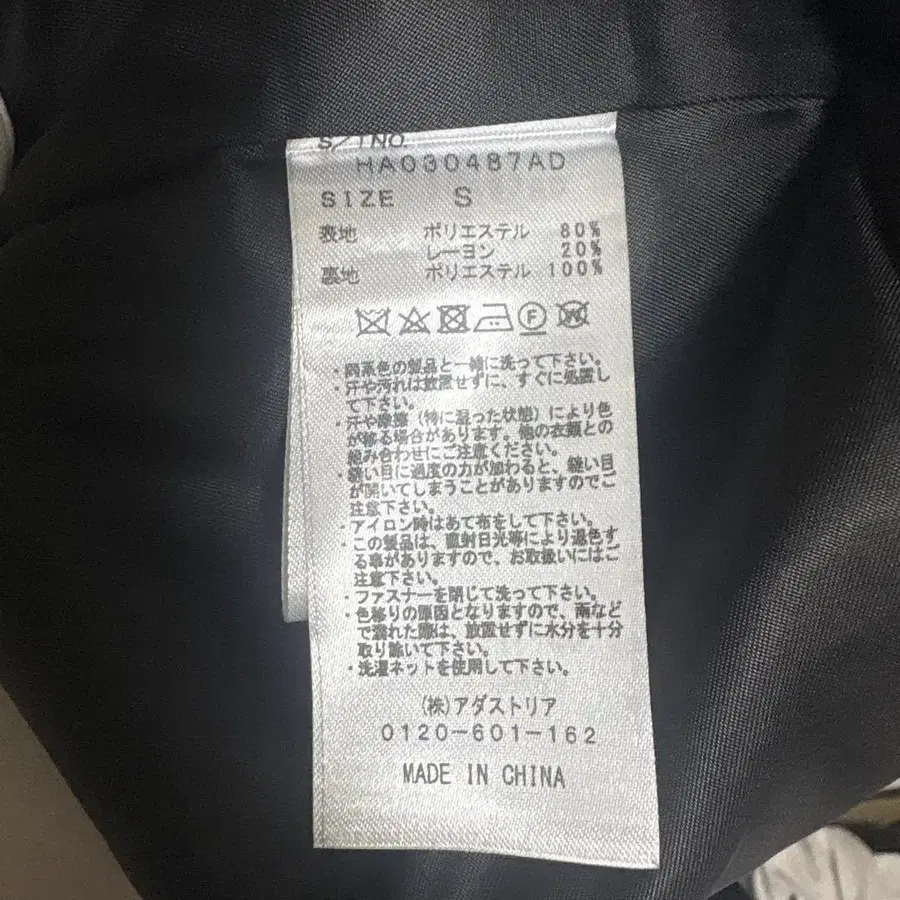 S/TNO.
HA030487AD
SIZE S
表地 ポリエステル 80%
レーヨン 20%
裏地 ポリエステル 100%
F W
・同系色の製品と一緒に洗って下さい。
・汗や汚れは放置せずに、すぐに処置し
て下さい。
・汗や摩擦（特に湿った状態）により色
が移る場合があります。他の衣類との
組み合わせにご注意ください。
・縫い目に過度の力が加わると、縫い目
が開いてしまうことがありますのでご
注意下さい。
・アイロン時はあて布をして下さい。
・この製品は、直射日光等により退色す
る事がありますので、お取扱いにはご
注意下さい。
・ファスナーを閉じて洗って下さい。
・色移りの原因となりますので、雨など
で濡れた際は、放置せずに水分を十分
取り除いて下さい。
・洗濯ネットを使用して下さい。
(株)アダストリア
0120-601-162
MADE IN CHINA